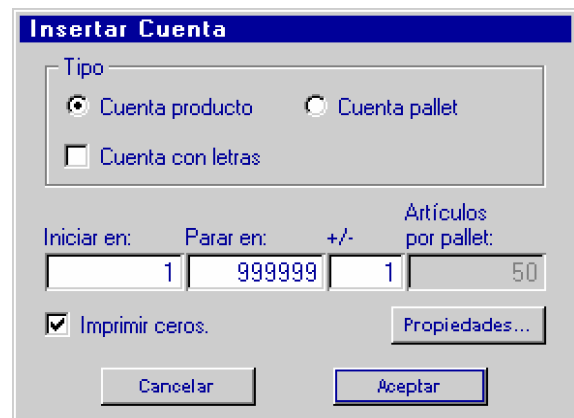 Insertar Cuenta
Tipo
Cuenta producto Cuenta pallet
Cuenta con letras
Artículos
Iniciar en: Parar en: +/- por pallet:
1 999999 1 50
Imprimir ceros. Propiedades...
Cancelar Aceptar